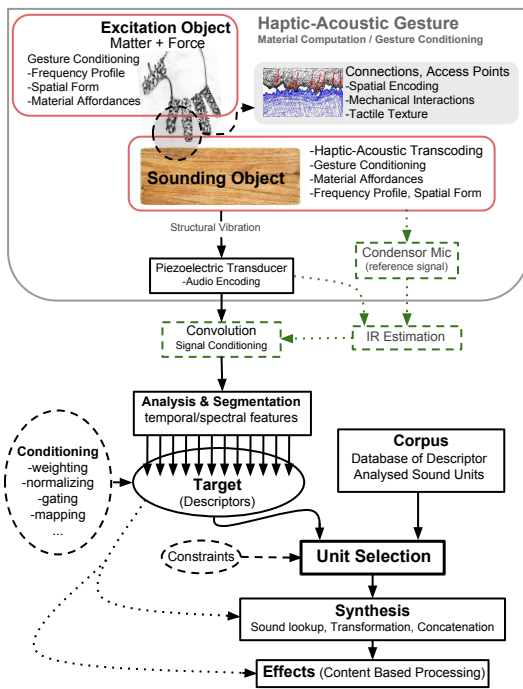 Excitation Object
Matter + Force
Gesture Conditioning
-Frequency Profile
-Spatial Form
-Material Affordances
Haptic-Acoustic Gesture
Material Computation / Gesture Conditioning
Connections, Access Points
-Spatial Encoding
-Mechanical Interactions
-Tactile Texture
Sounding Object
-Haptic-Acoustic Transcoding
-Gesture Conditioning
-Material Affordances
-Frequency Profile, Spatial Form
Structural Vibration
Condensor Mic
(reference signal)
Piezoelectric Transducer
-Audio Encoding
Convolution
Signal Conditioning
IR Estimation
Analysis & Segmentation
temporal/spectral features
Conditioning
-weighting
-normalizing
-gating
-mapping
...
Target
(Descriptors)
Corpus
Database of Descriptor
Analysed Sound Units
Constraints
Unit Selection
Synthesis
Sound lookup, Transformation, Concatenation
Effects (Content Based Processing)